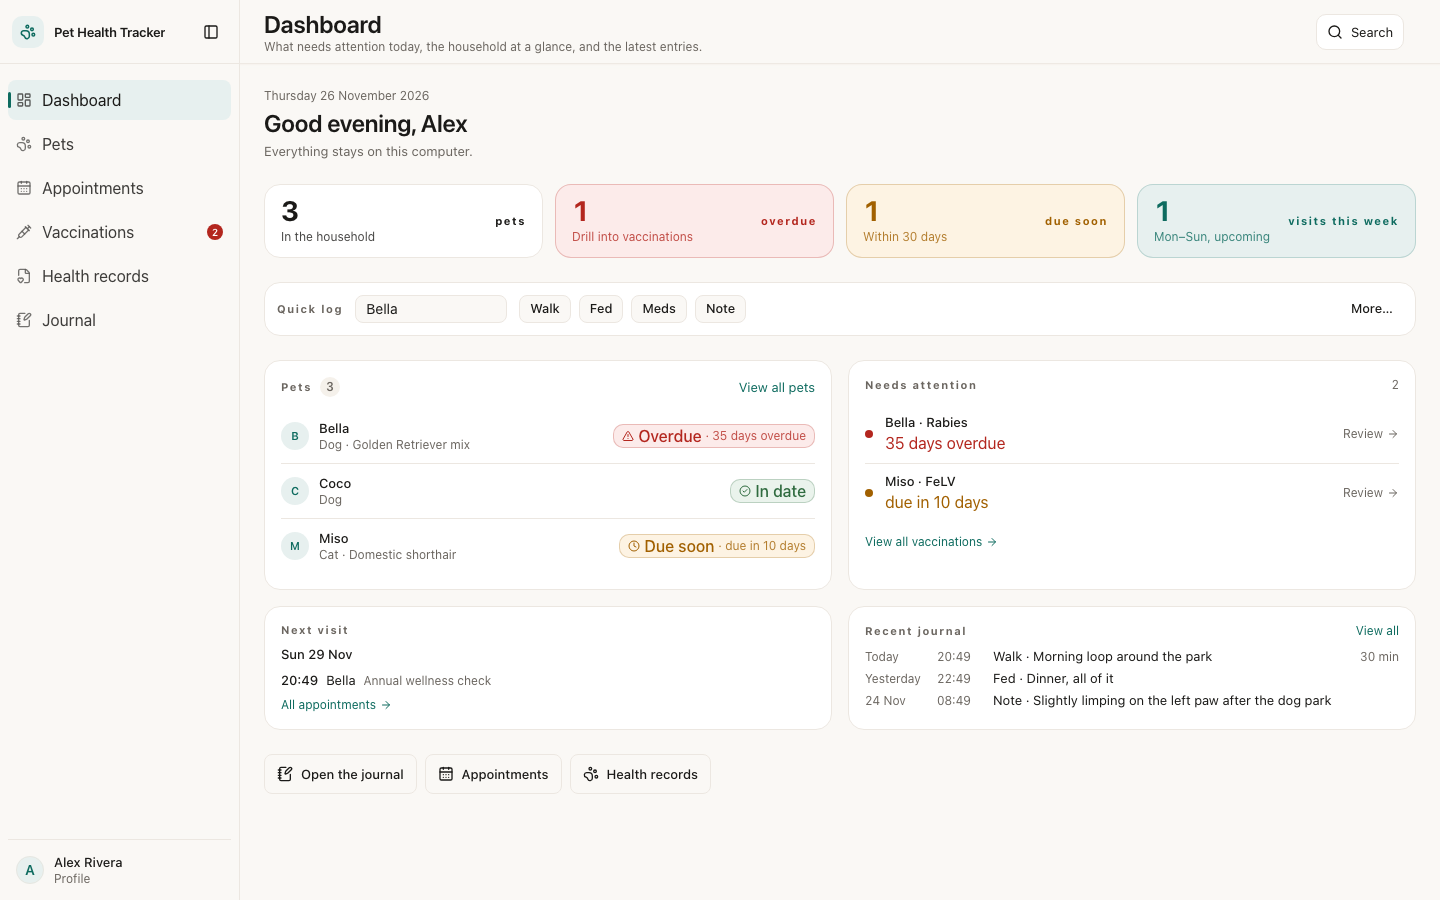 Pet Health Tracker
Dashboard
What needs attention today, the household at a glance, and the latest entries.
Search
Dashboard
Pets
Appointments
Vaccinations 2
Health records
Journal
Thursday 26 November 2026
Good evening, Alex
Everything stays on this computer.
3
In the household
pets
1
Drill into vaccinations
overdue
1
Within 30 days
due soon
1
Mon–Sun, upcoming
visits this week
Quick log Bella Walk Fed Meds Note More...
Pets 3 View all pets
B Bella
Dog · Golden Retriever mix
Overdue · 35 days overdue
C Coco
Dog
In date
M Miso
Cat · Domestic shorthair
Due soon · due in 10 days
Needs attention 2
Bella · Rabies
35 days overdue
Review →
Miso · FeLV
due in 10 days
Review →
View all vaccinations →
Next visit
Sun 29 Nov
20:49 Bella Annual wellness check
All appointments →
Recent journal View all
Today 20:49 Walk · Morning loop around the park 30 min
Yesterday 22:49 Fed · Dinner, all of it
24 Nov 08:49 Note · Slightly limping on the left paw after the dog park
Open the journal Appointments Health records
A Alex Rivera
Profile